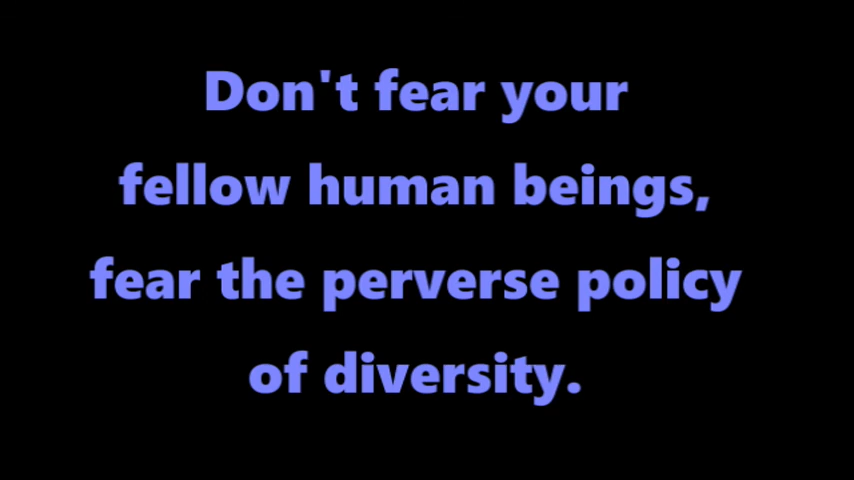 Don't fear your
fellow human beings,
fear the perverse policy
of diversity.